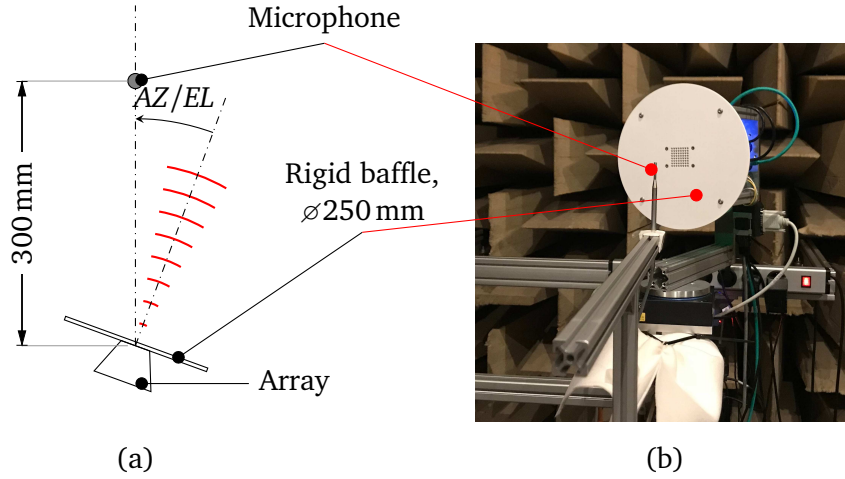 Microphone
AZ/EL
300 mm
Rigid baffle,
⌀250 mm
Array
(a)
(b)